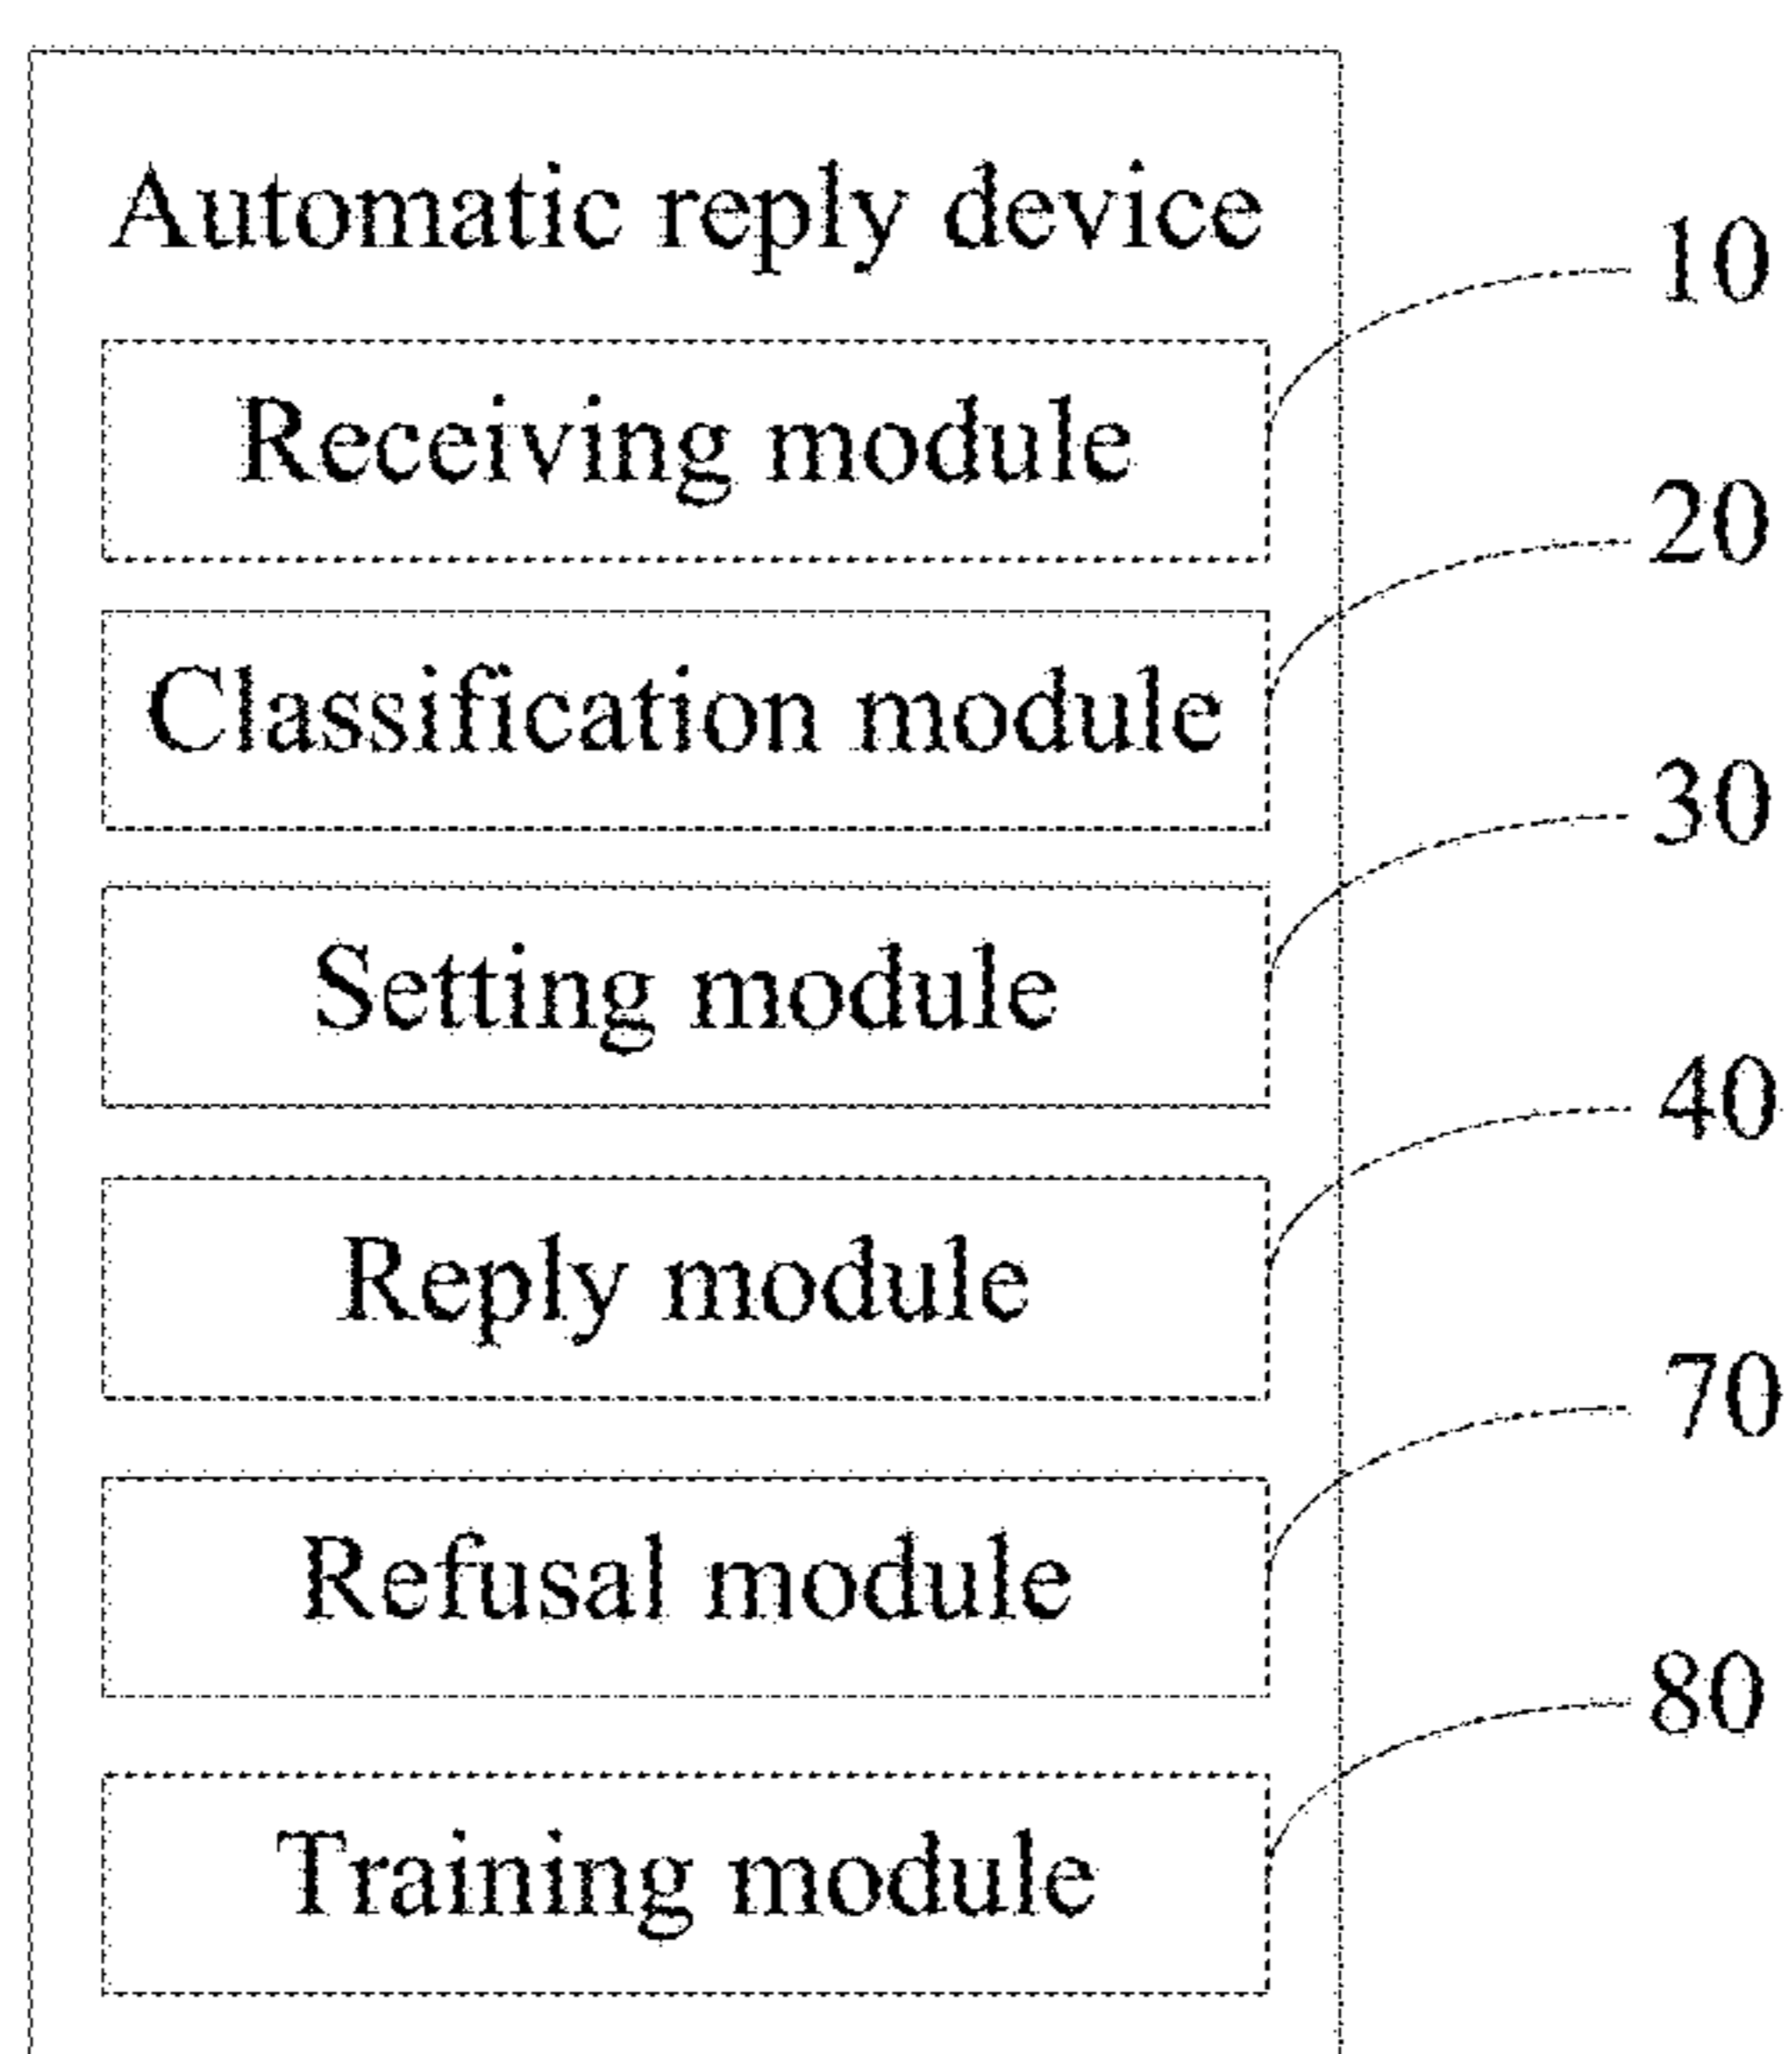 Automatic reply device
10
Receiving module
20
Classification module
30
Setting module
40
Reply module
70
Refusal module
80
Training module